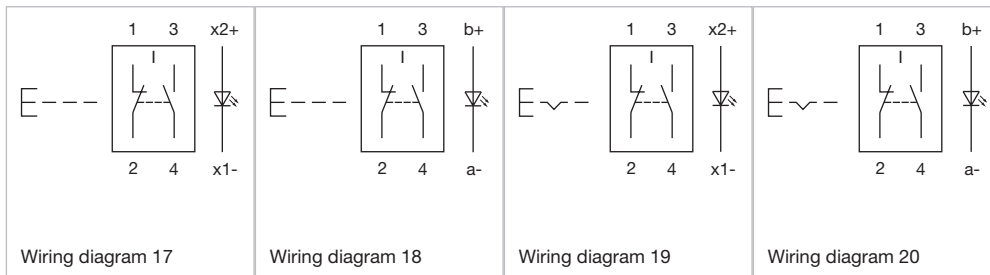 1 3 x2+
I
2 4 x1-
Wiring diagram 17
1 3 b+
I
2 4 a-
Wiring diagram 18
1 3 x2+
I
2 4 x1-
Wiring diagram 19
1 3 b+
I
2 4 a-
Wiring diagram 20